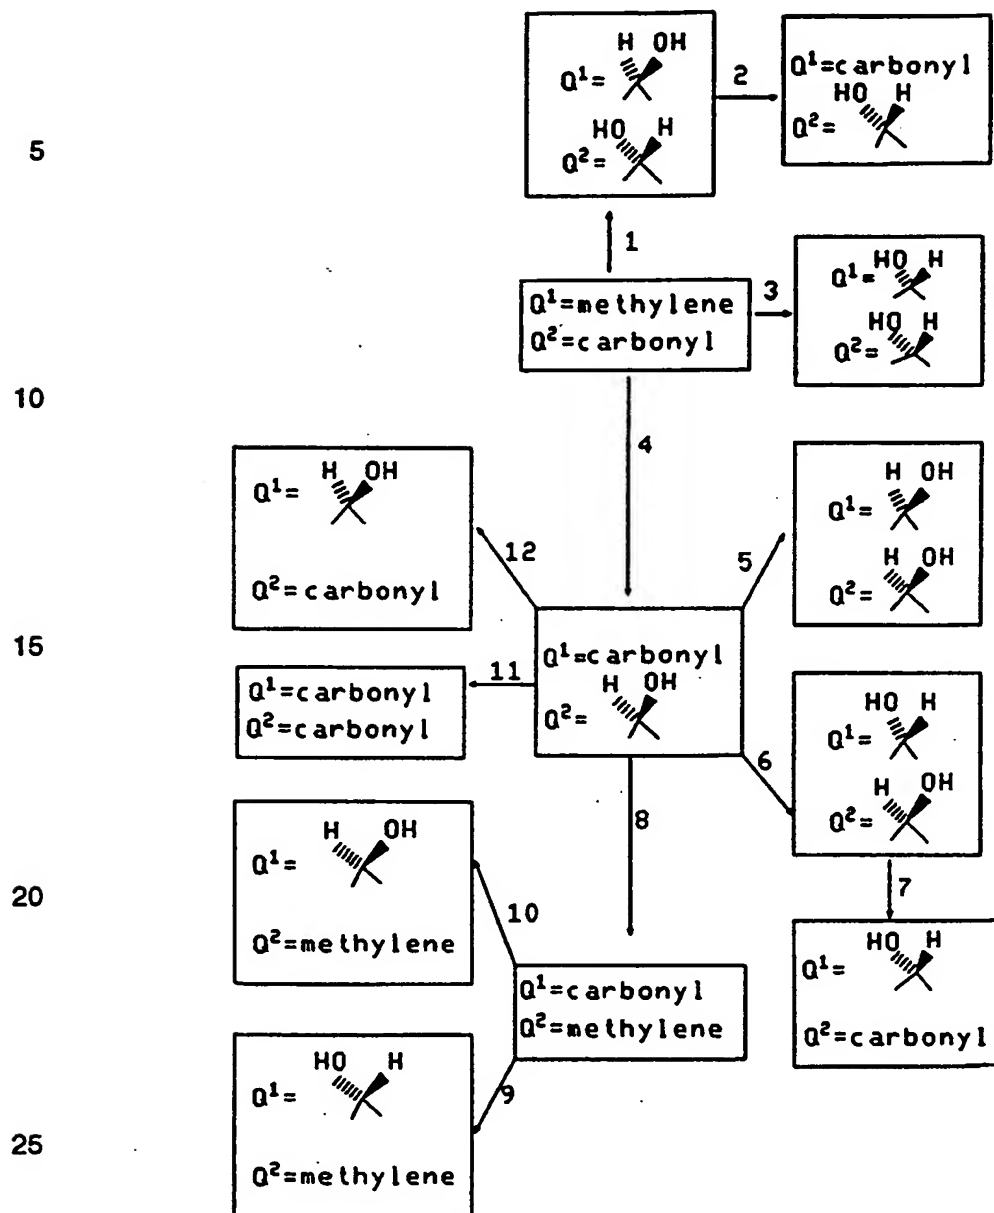 H OH
Q¹=
HO H
Q²=
2
Q¹=carbonyl
HO H
Q²=
5
1
Q¹=methylene
Q²=carbonyl
3
HO H
Q¹=
HO H
Q²=
10
4
H OH
Q¹=
Q²=carbonyl
12
5
H OH
Q¹=
H OH
Q²=
15
Q¹=carbonyl
H OH
Q²=
11
Q¹=carbonyl
Q²=carbonyl
6
HO H
Q¹=
H OH
Q²=
8
H OH
Q¹=
Q²=methylene
20
10
7
HO H
Q¹=
Q²=carbonyl
Q¹=carbonyl
Q²=methylene
9
HO H
Q¹=
Q²=methylene
25